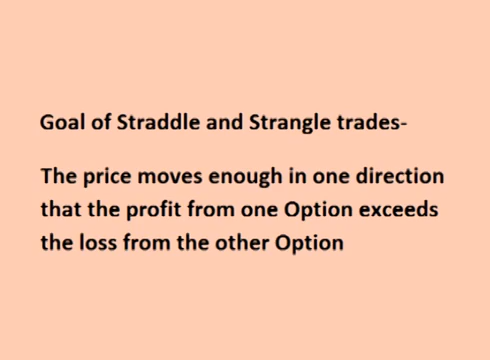 Goal of Straddle and Strangle trades-
The price moves enough in one direction
that the profit from one Option exceeds
the loss from the other Option